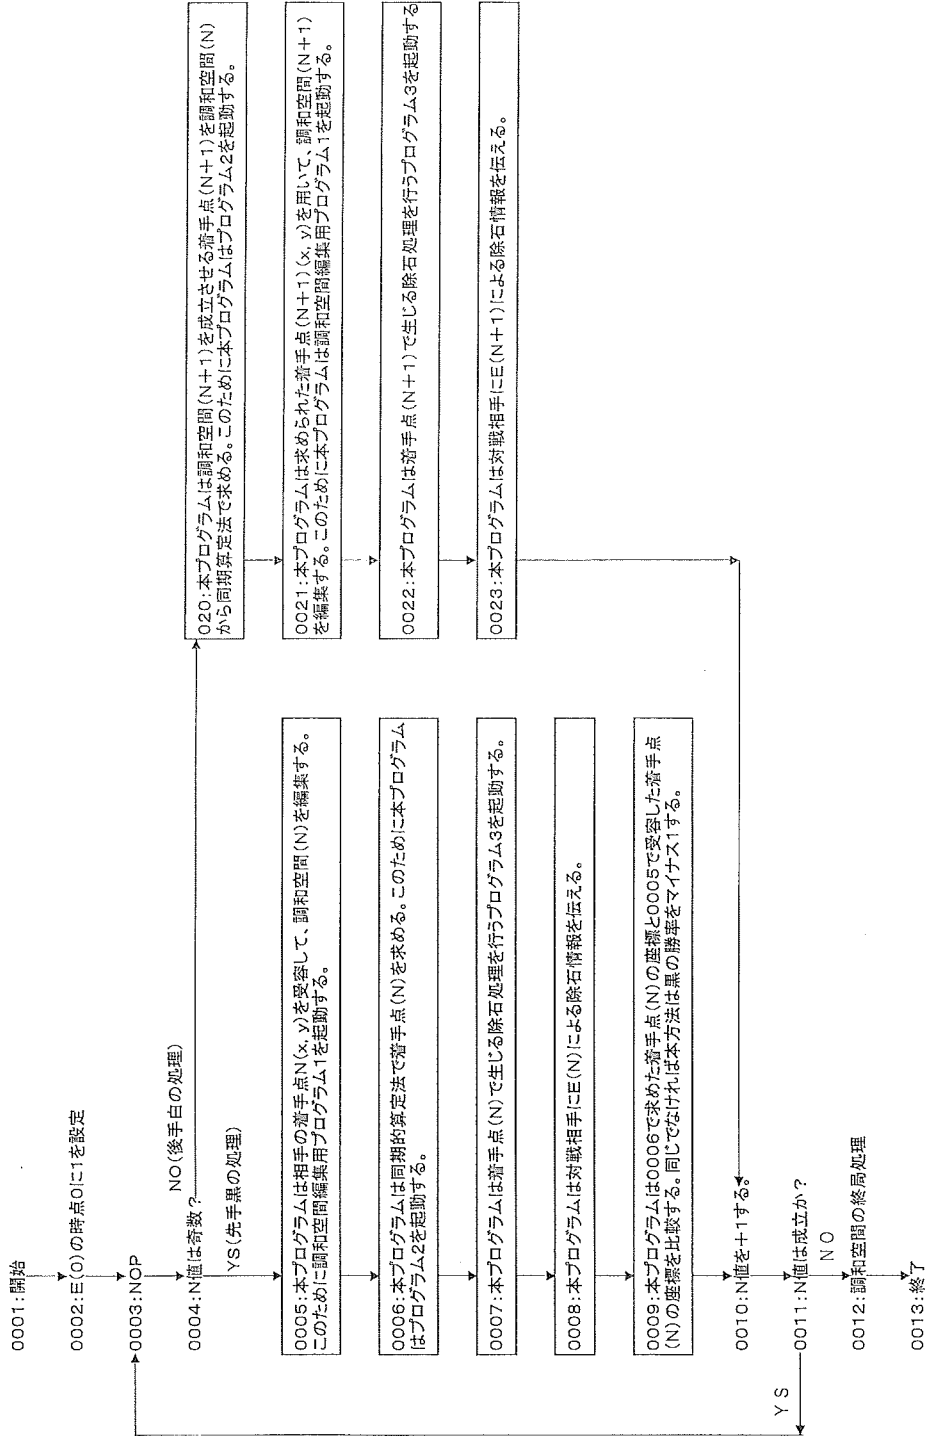 0001:開始
0002:E(0)の時点0に1を設定
0003:NOP
0004:N値は奇数?
NO(後手白の処理)
YS(先手黒の処理)
0005:本プログラムは相手の着手点N(x, y)を受容して、調和空間(N)を編集する。
このために調和空間編集用プログラム1を起動する。
0006:本プログラムは同期的算定法で着手点(N)を求める。このために本プログラム
はプログラム2を起動する。
0007:本プログラムは着手点(N)で生じる除石処理を行うプログラム3を起動する。
0008:本プログラムは対戦相手にE(N)による除石情報を伝える。
0009:本プログラムは0006で求めた着手点(N)の座標と0005で受容した着手点
(N)の座標を比較する。同じでなければ本方法は黒の勝率をマイナス1する。
0010:N値を+1する。
0011:N値は成立か?
YS
NO
0012:調和空間の終局処理
0013:終了
020:本プログラムは調和空間(N+1)を成立させる着手点(N+1)を調和空間(N)
から同期算定法で求める。このために本プログラムはプログラム2を起動する。
0021:本プログラムは求められた着手点(N+1)(x, y)を用いて、調和空間(N+1)
を編集する。このために本プログラムは調和空間編集用プログラム1を起動する。
0022:本プログラムは着手点(N+1)で生じる除石処理を行うプログラム3を起動する
0023:本プログラムは対戦相手にE(N+1)による除石情報を伝える。